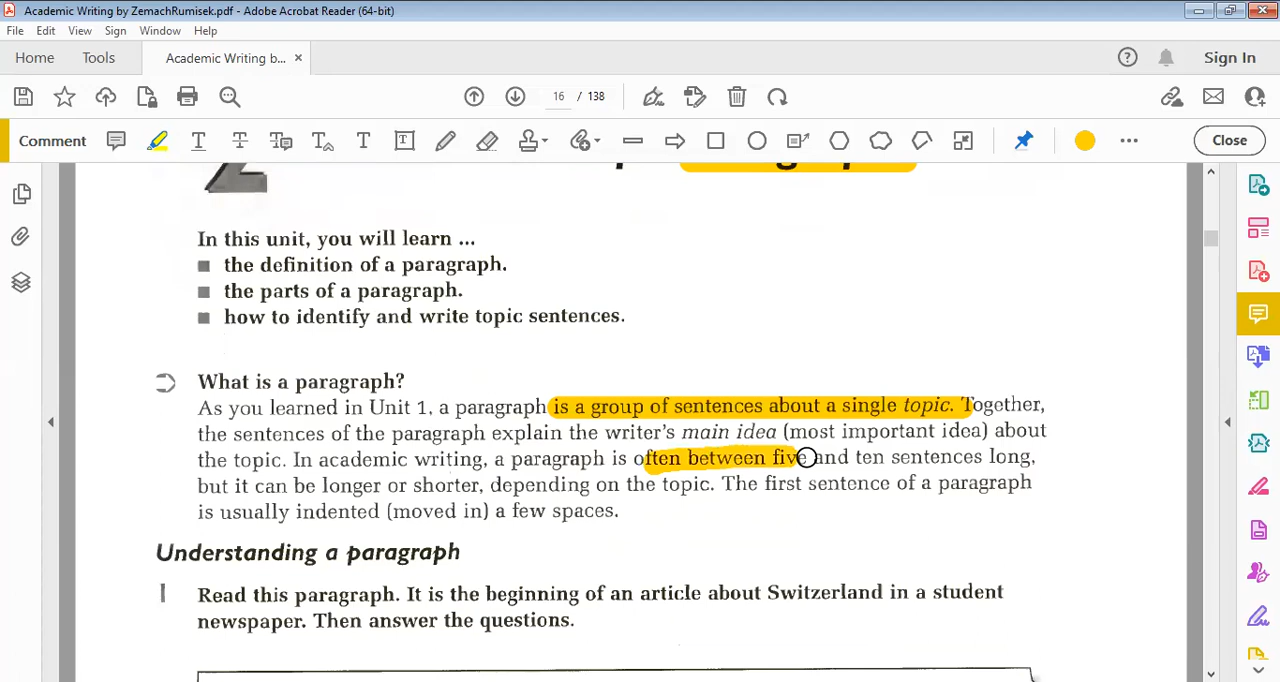 Academic Writing by ZemachRumisek.pdf - Adobe Acrobat Reader (64-bit)
File Edit View Sign Window Help
Home Tools Academic Writing b... × Sign In
16 / 138
Comment Close
2
In this unit, you will learn ...
■ the definition of a paragraph.
■ the parts of a paragraph.
■ how to identify and write topic sentences.
What is a paragraph?
As you learned in Unit 1, a paragraph is a group of sentences about a single topic. Together,
the sentences of the paragraph explain the writer's main idea (most important idea) about
the topic. In academic writing, a paragraph is often between five and ten sentences long,
but it can be longer or shorter, depending on the topic. The first sentence of a paragraph
is usually indented (moved in) a few spaces.
Understanding a paragraph
1 Read this paragraph. It is the beginning of an article about Switzerland in a student
newspaper. Then answer the questions.